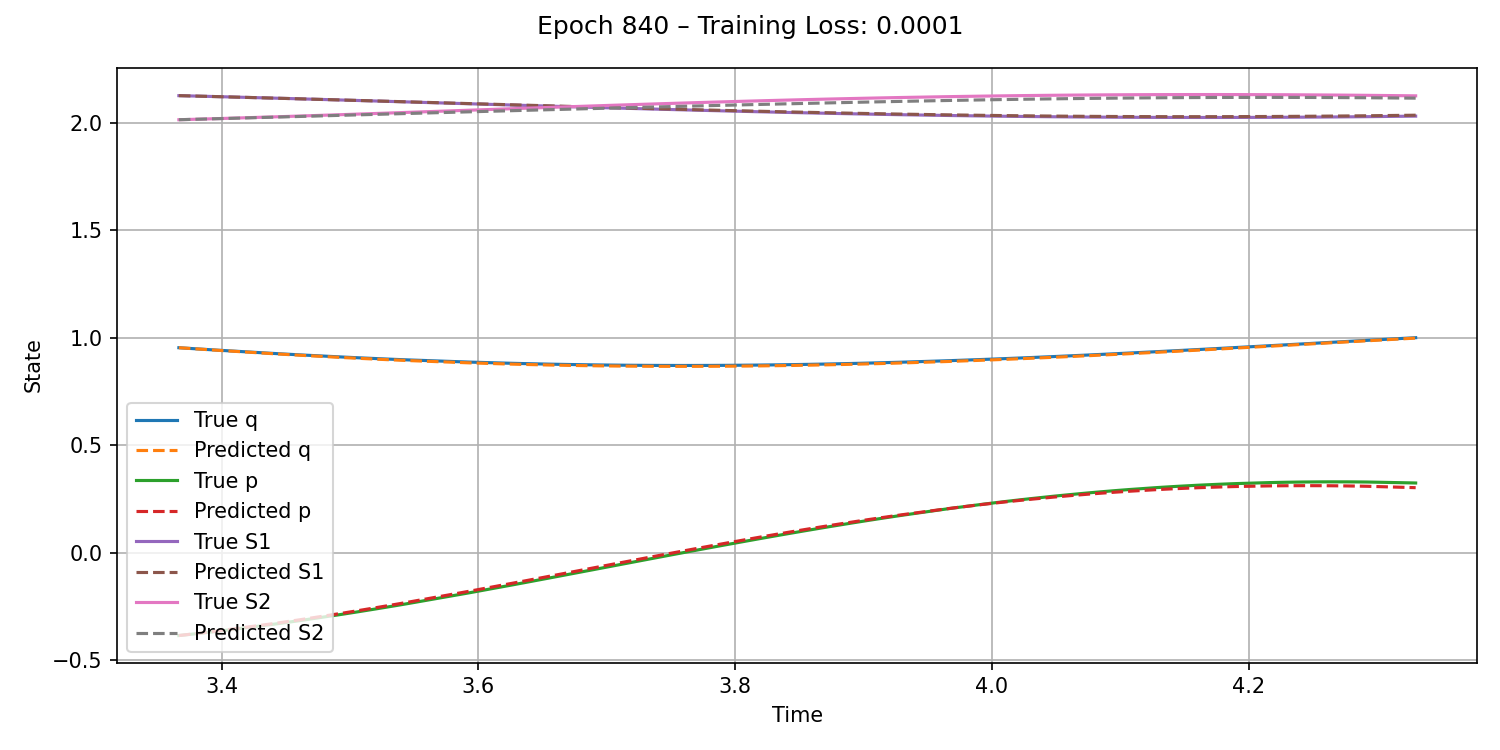 Epoch 840 – Training Loss: 0.0001
State
2.0
1.5
1.0
0.5
0.0
−0.5
True q
Predicted q
True p
Predicted p
True S1
Predicted S1
True S2
Predicted S2
3.4 3.6 3.8 4.0 4.2
Time